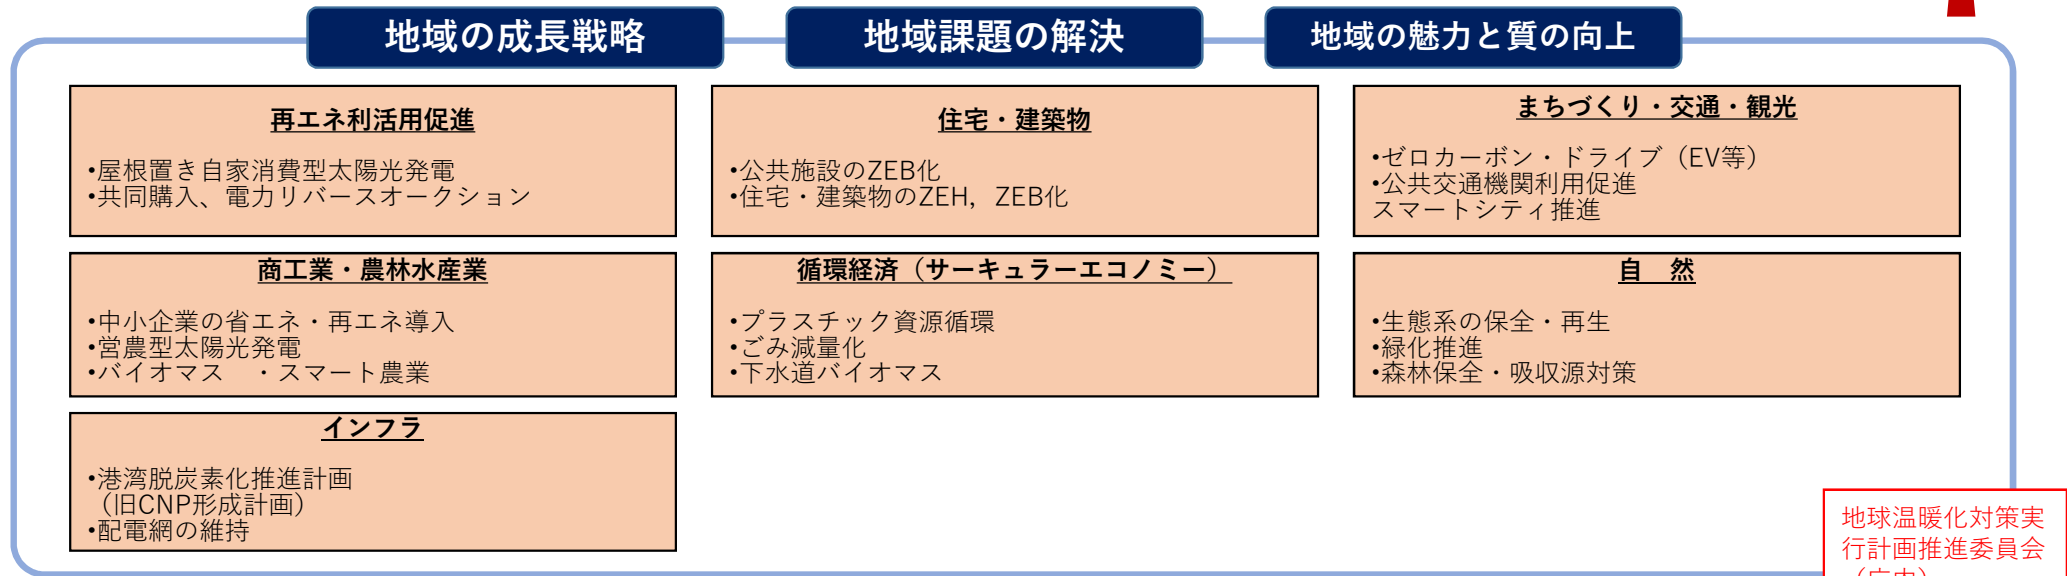 地域の成長戦略
地域課題の解決
地域の魅力と質の向上
再エネ利活用促進
•屋根置き自家消費型太陽光発電
•共同購入、電力リバースオークション
住宅・建築物
•公共施設のZEB化
•住宅・建築物のZEH，ZEB化
まちづくり・交通・観光
•ゼロカーボン・ドライブ（EV等）
•公共交通機関利用促進
スマートシティ推進
商工業・農林水産業
•中小企業の省エネ・再エネ導入
•営農型太陽光発電
•バイオマス　・スマート農業
循環経済（サーキュラーエコノミー）
•プラスチック資源循環
•ごみ減量化
•下水道バイオマス
自　然
•生態系の保全・再生
•緑化推進
•森林保全・吸収源対策
インフラ
•港湾脱炭素化推進計画
（旧CNP形成計画）
•配電網の維持
地球温暖化対策実
行計画推進委員会